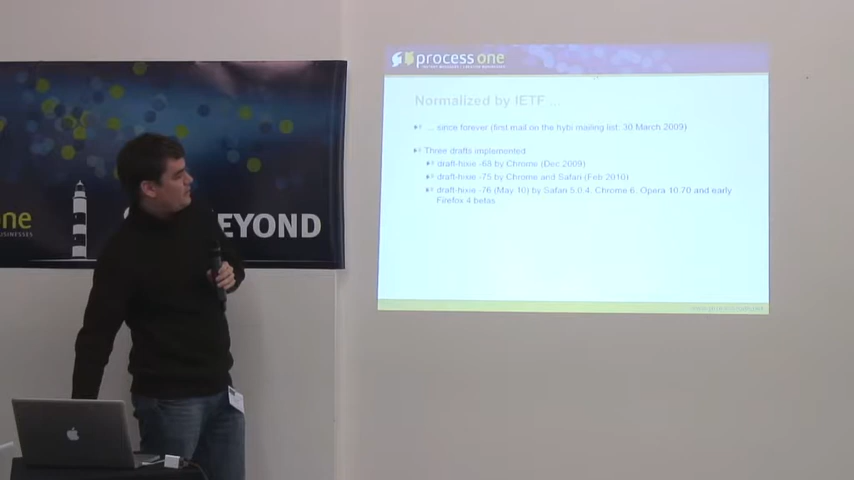 process one
Normalized by IETF ...
... since forever (first mail on the hybi mailing list: 30 March 2009)
Three drafts implemented
draft-hixie -68 by Chrome (Dec 2009)
draft-hixie -75 by Chrome and Safari (Feb 2010)
draft-hixie -76 (May 10) by Safari 5.0.4, Chrome 6, Opera 10.70 and early
Firefox 4 betas
EYOND
one